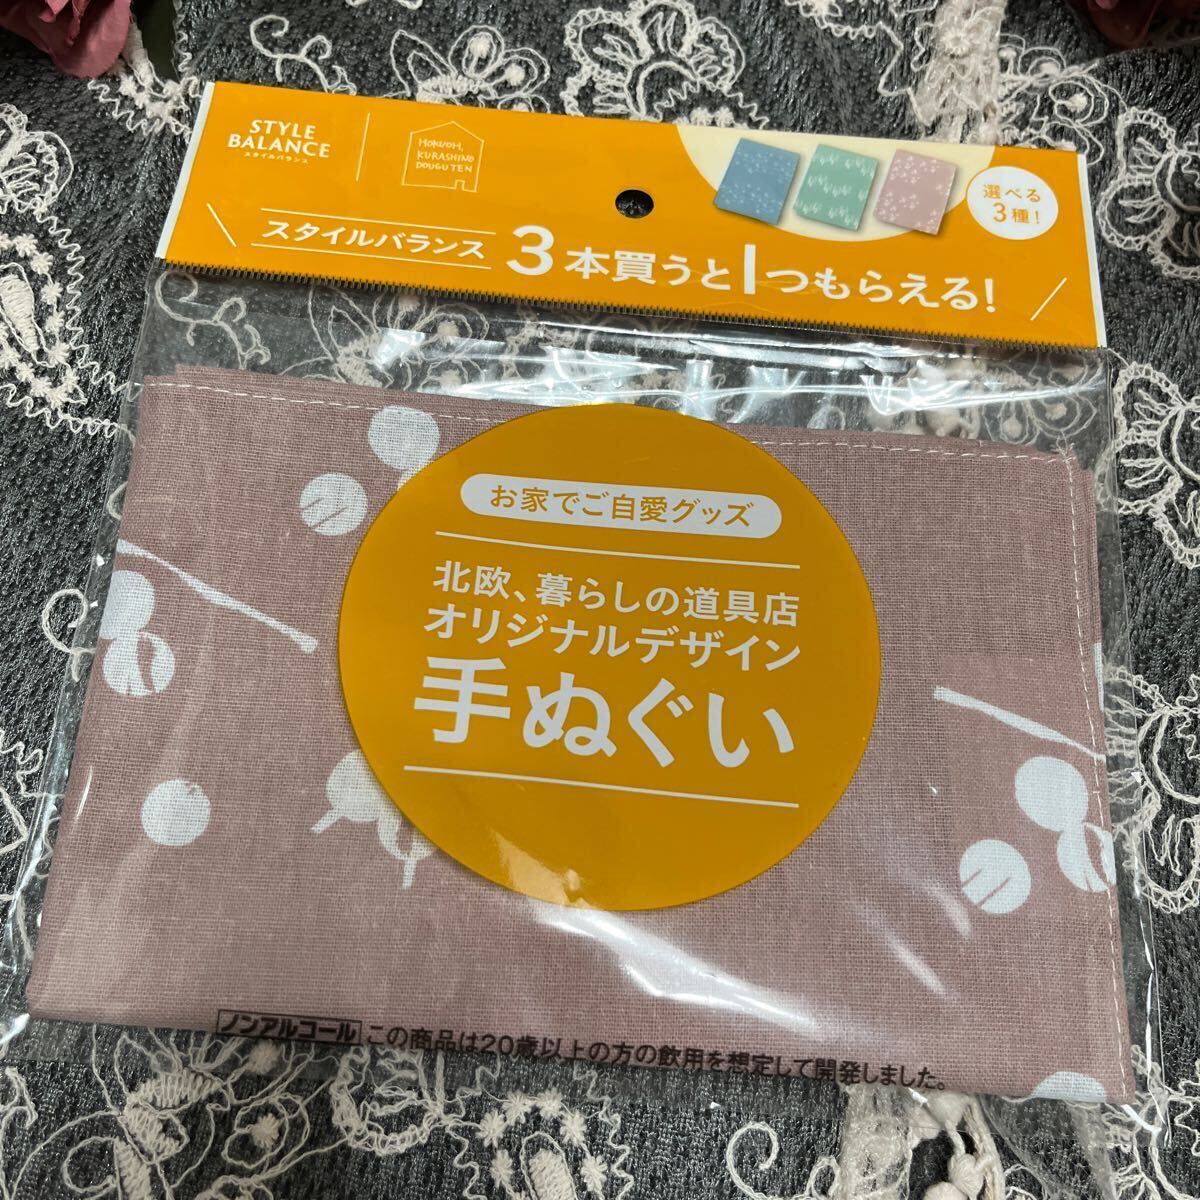 STYLE
BALANCE
スタイルバランス
HOKUOH,
KURASHINO
DOUGUTEN
選べる
3種!
スタイルバランス 3本買うと1つもらえる!
お家でご自愛グッズ
北欧、暮らしの道具店
オリジナルデザイン
手ぬぐい
ノンアルコール この商品は20歳以上の方の飲用を想定して開発しました。